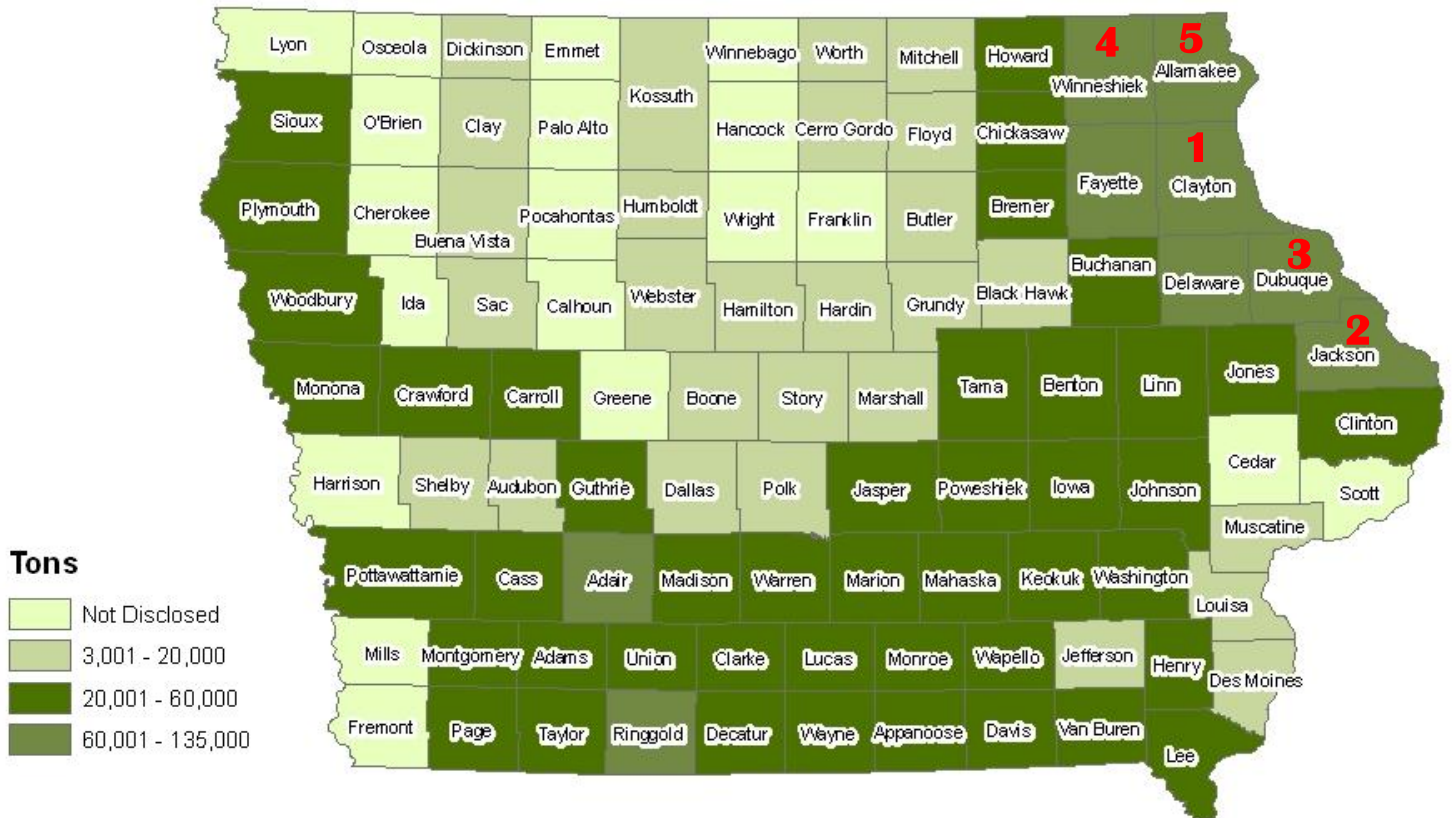 4
5
Lyon
Osceola
Dickinson
Emmet
Winnebago
Worth
Mitchell
Howard
Winneshiek
Allamakee
Kossuth
Sioux
O'Brien
Clay
Palo Alto
Hancock
Cerro Gordo
Floyd
Chickasaw
1
Fayette
Clayton
Plymouth
Cherokee
Buena Vista
Pocahontas
Humboldt
Wright
Franklin
Butler
Bremer
3
Woodbury
Ida
Sac
Calhoun
Webster
Hamilton
Hardin
Grundy
Black Hawk
Buchanan
Delaware
Dubuque
2
Jackson
Monona
Crawford
Carroll
Greene
Boone
Story
Marshall
Tama
Benton
Linn
Jones
Clinton
Harrison
Shelby
Audubon
Guthrie
Dallas
Polk
Jasper
Poweshiek
Iowa
Johnson
Cedar
Scott
Muscatine
Pottawattamie
Cass
Adair
Madison
Warren
Marion
Mahaska
Keokuk
Washington
Louisa
Mills
Montgomery
Adams
Union
Clarke
Lucas
Monroe
Wapello
Jefferson
Henry
Des Moines
Fremont
Page
Taylor
Ringgold
Decatur
Wayne
Appanoose
Davis
Van Buren
Lee
Tons
Not Disclosed
3,001 - 20,000
20,001 - 60,000
60,001 - 135,000